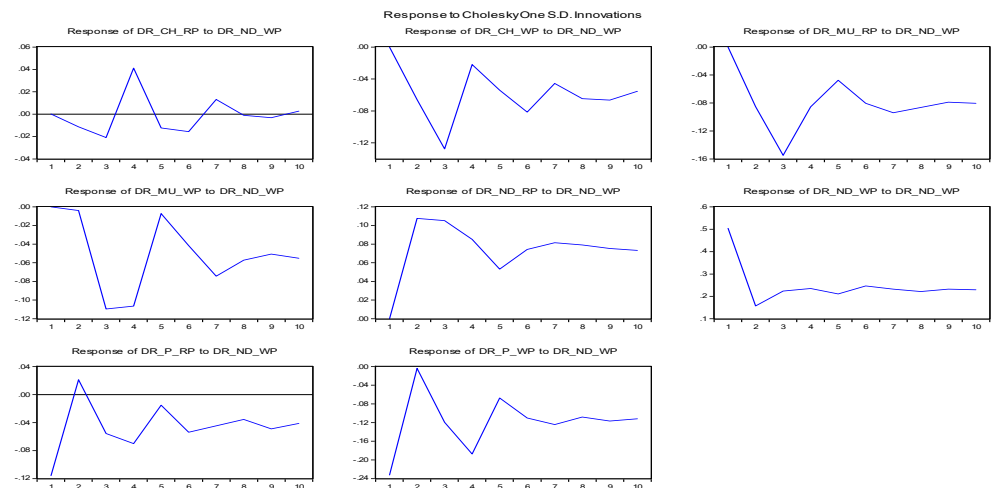 Response to Cholesky One S.D. Innovations
Response of DR_CH_RP to DR_ND_WP
.06
.04
.02
.00
-.02
-.04
1 2 3 4 5 6 7 8 9 10
Response of DR_CH_WP to DR_ND_WP
.00
-.04
-.08
-.12
1 2 3 4 5 6 7 8 9 10
Response of DR_MU_RP to DR_ND_WP
.00
-.04
-.08
-.12
-.16
1 2 3 4 5 6 7 8 9 10
Response of DR_MU_WP to DR_ND_WP
.00
-.02
-.04
-.06
-.08
-.10
-.12
1 2 3 4 5 6 7 8 9 10
Response of DR_ND_RP to DR_ND_WP
.12
.10
.08
.06
.04
.02
.00
1 2 3 4 5 6 7 8 9 10
Response of DR_ND_WP to DR_ND_WP
.6
.5
.4
.3
.2
.1
1 2 3 4 5 6 7 8 9 10
Response of DR_P_RP to DR_ND_WP
.04
.00
-.04
-.08
-.12
1 2 3 4 5 6 7 8 9 10
Response of DR_P_WP to DR_ND_WP
.00
-.04
-.08
-.12
-.16
-.20
-.24
1 2 3 4 5 6 7 8 9 10